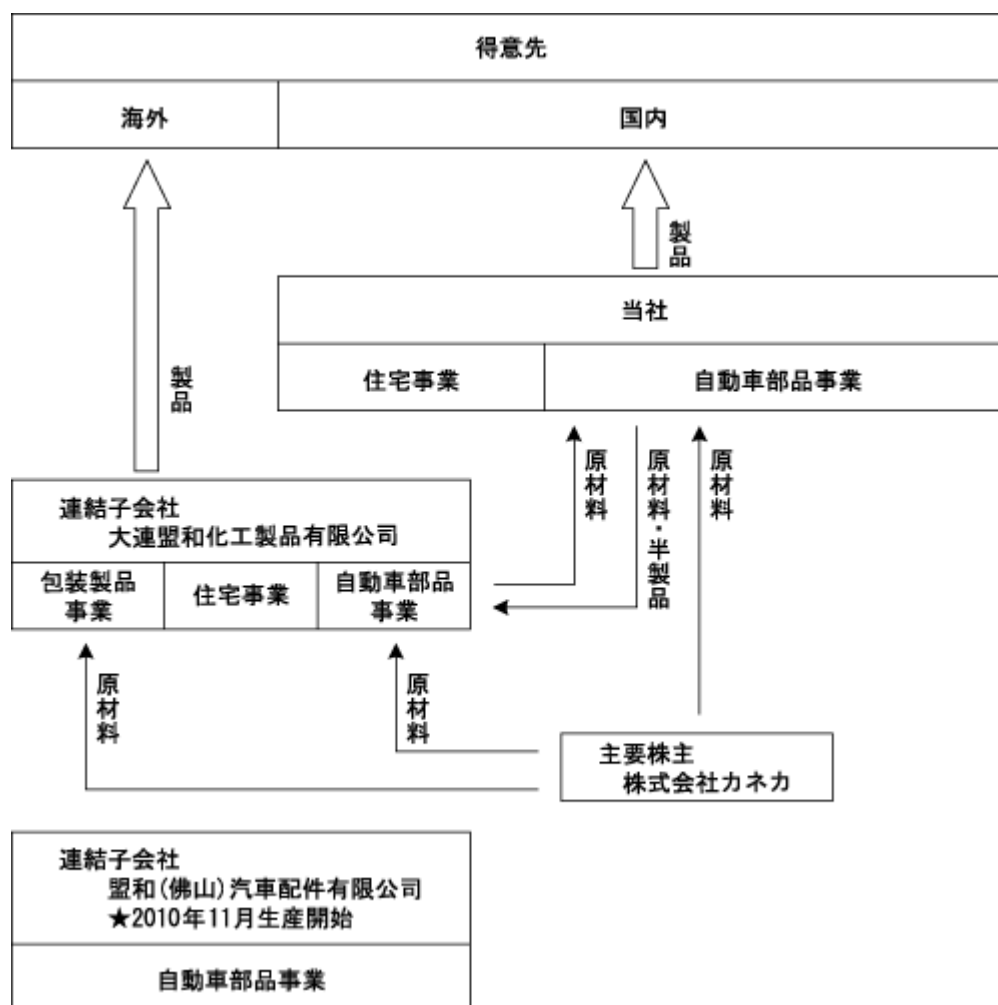 得意先
海外
国内
製品
当社
住宅事業
自動車部品事業
製品
連結子会社
大連盟和化工製品有限公司
包装製品
事業
住宅事業
自動車部品
事業
原材料
原材料・半製品
原材料
原材料
原材料
主要株主
株式会社カネカ
連結子会社
盟和(佛山)汽車配件有限公司
★2010年11月生産開始
自動車部品事業